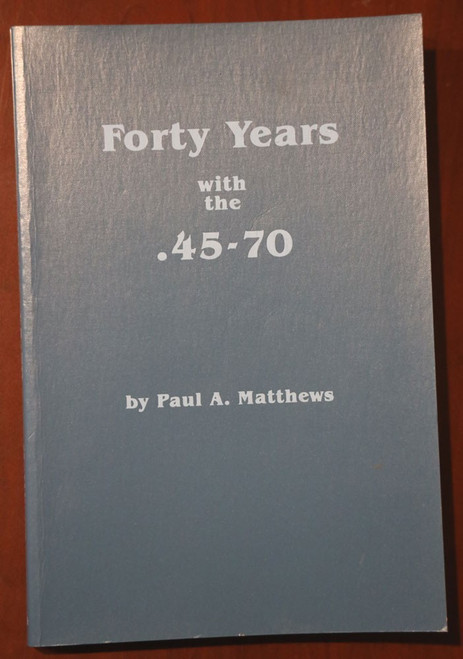 Forty Years
with
the
.45-70
by Paul A. Matthews